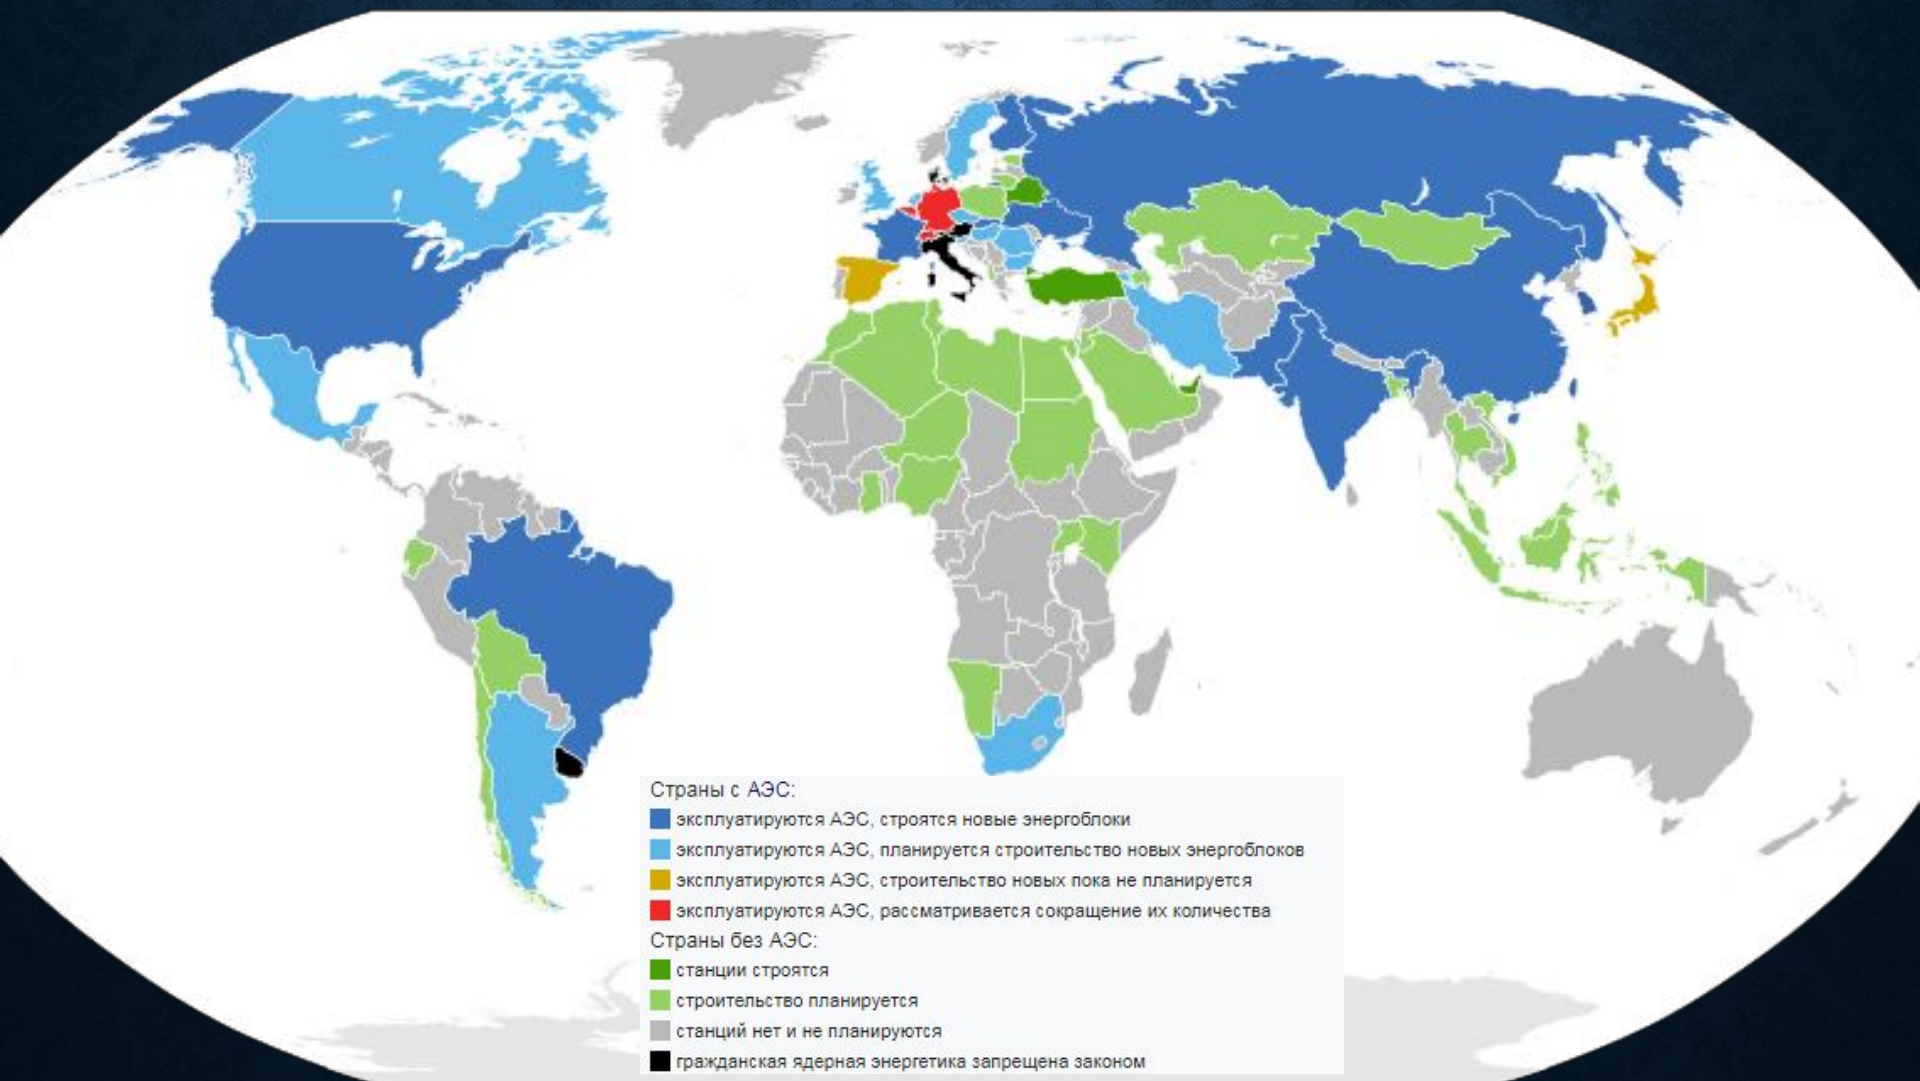 Страны с АЭС:
эксплуатируются АЭС, строятся новые энергоблоки
эксплуатируются АЭС, планируется строительство новых энергоблоков
эксплуатируются АЭС, строительство новых пока не планируется
эксплуатируются АЭС, рассматривается сокращение их количества
Страны без АЭС:
станции строятся
строительство планируется
станций нет и не планируются
гражданская ядерная энергетика запрещена законом